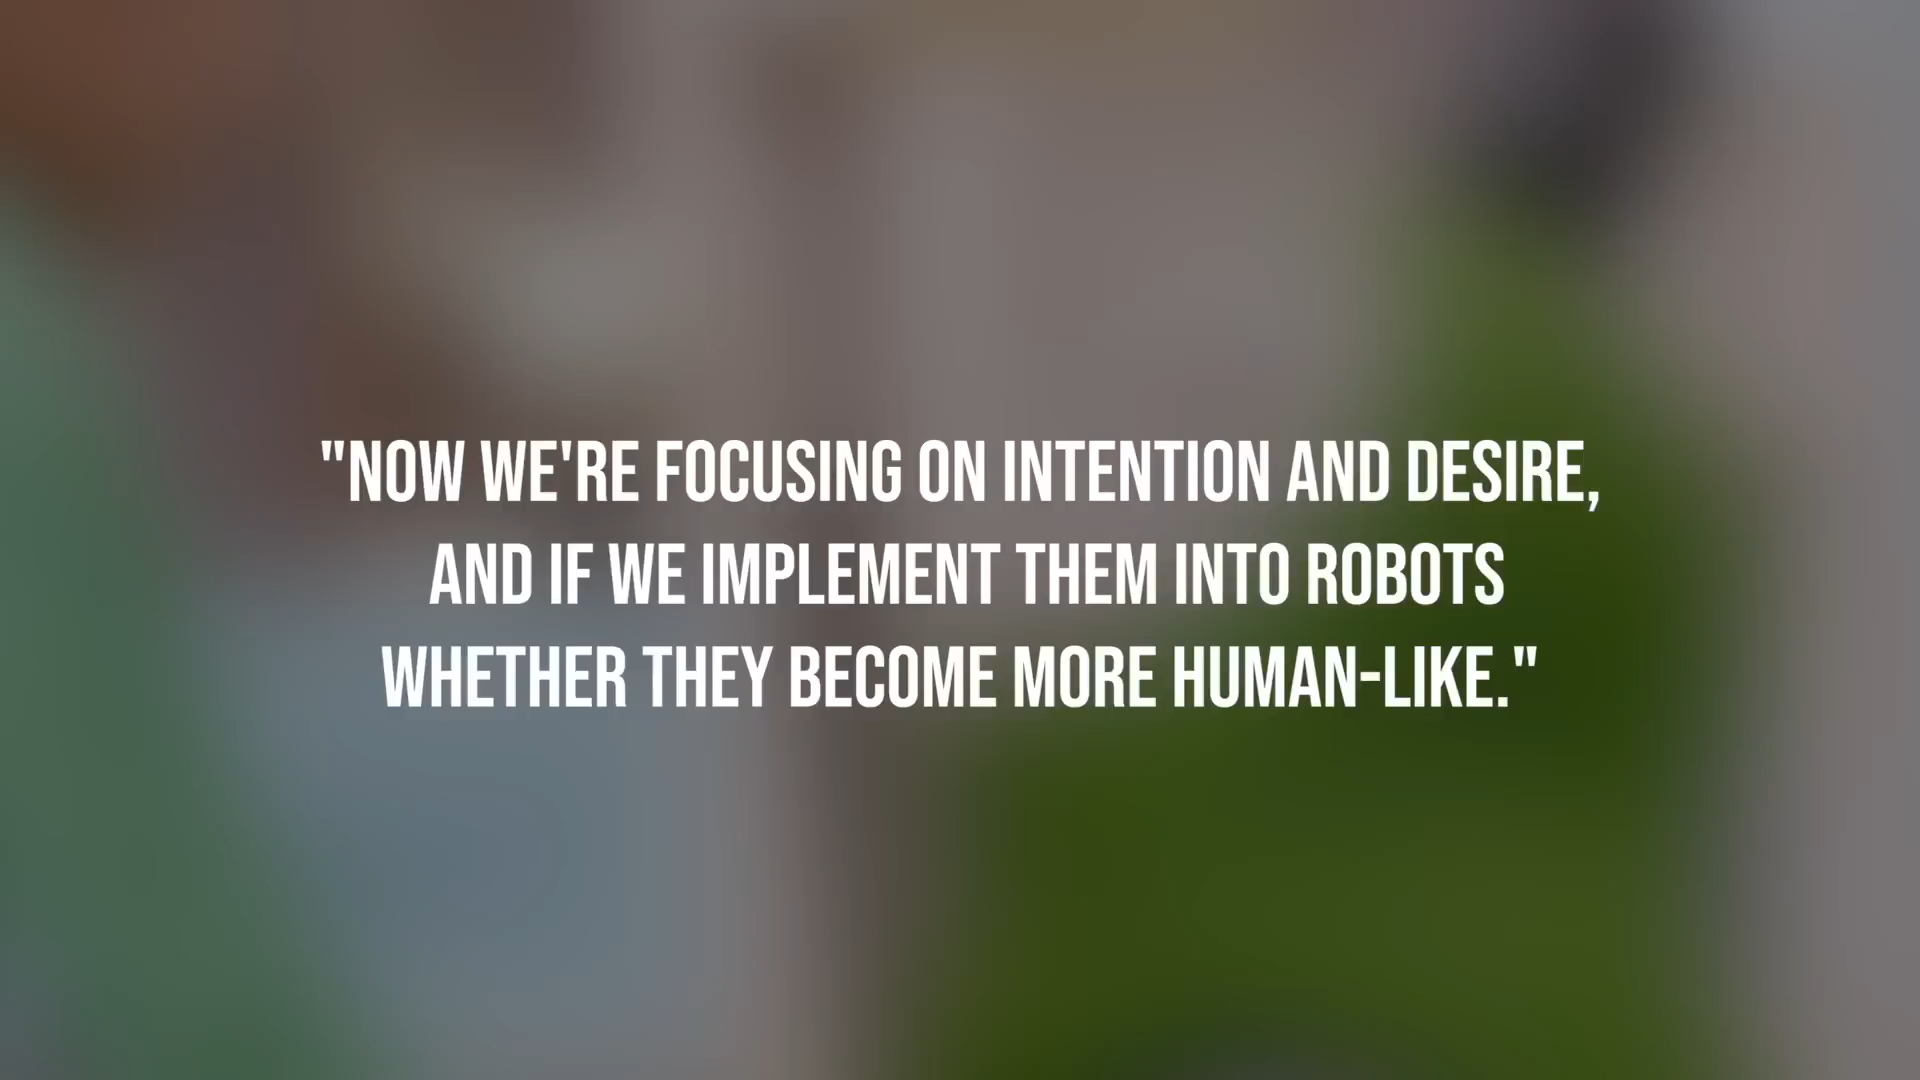 "NOW WE'RE FOCUSING ON INTENTION AND DESIRE,
AND IF WE IMPLEMENT THEM INTO ROBOTS
WHETHER THEY BECOME MORE HUMAN-LIKE."